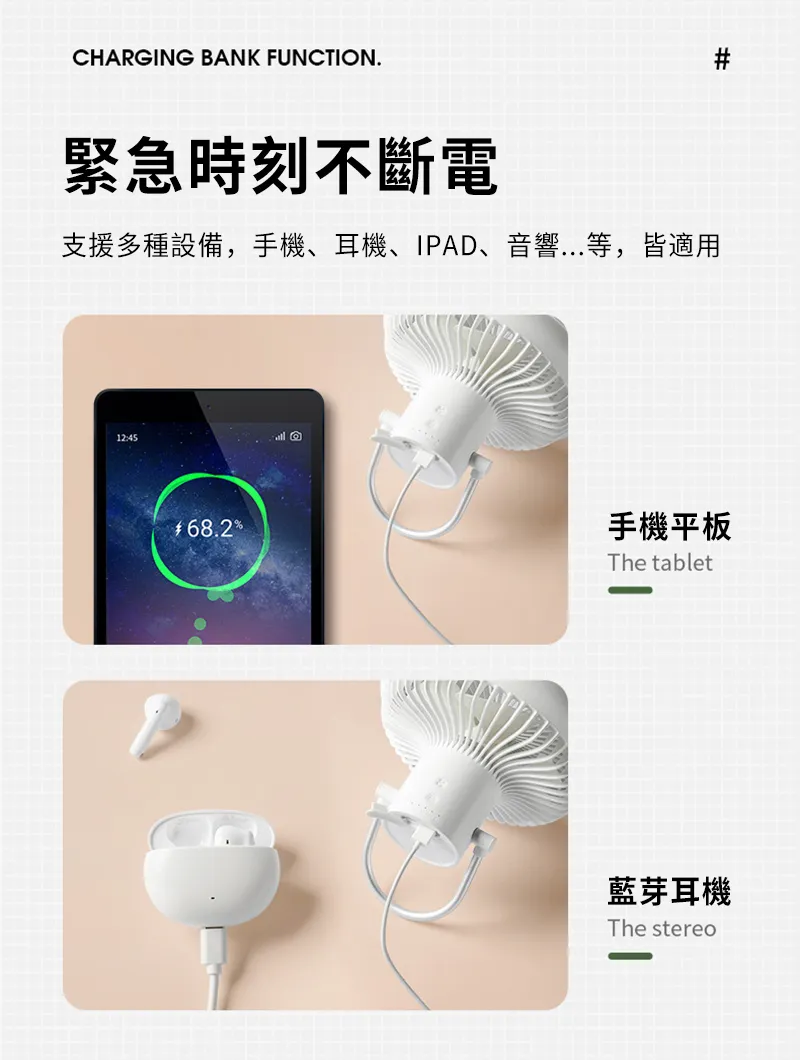 CHARGING BANK FUNCTION.
#
緊急時刻不斷電
支援多種設備，手機、耳機、IPAD、音響...等，皆適用
12:45
68.2%
手機平板
The tablet
藍芽耳機
The stereo